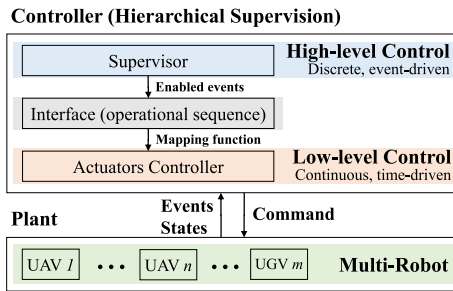 Controller (Hierarchical Supervision)
Supervisor
High-level Control
Discrete, event-driven
Enabled events
Interface (operational sequence)
Mapping function
Actuators Controller
Low-level Control
Continuous, time-driven
Events
States
Command
Plant
UAV 1 ••• UAV n ••• UGV m
Multi-Robot